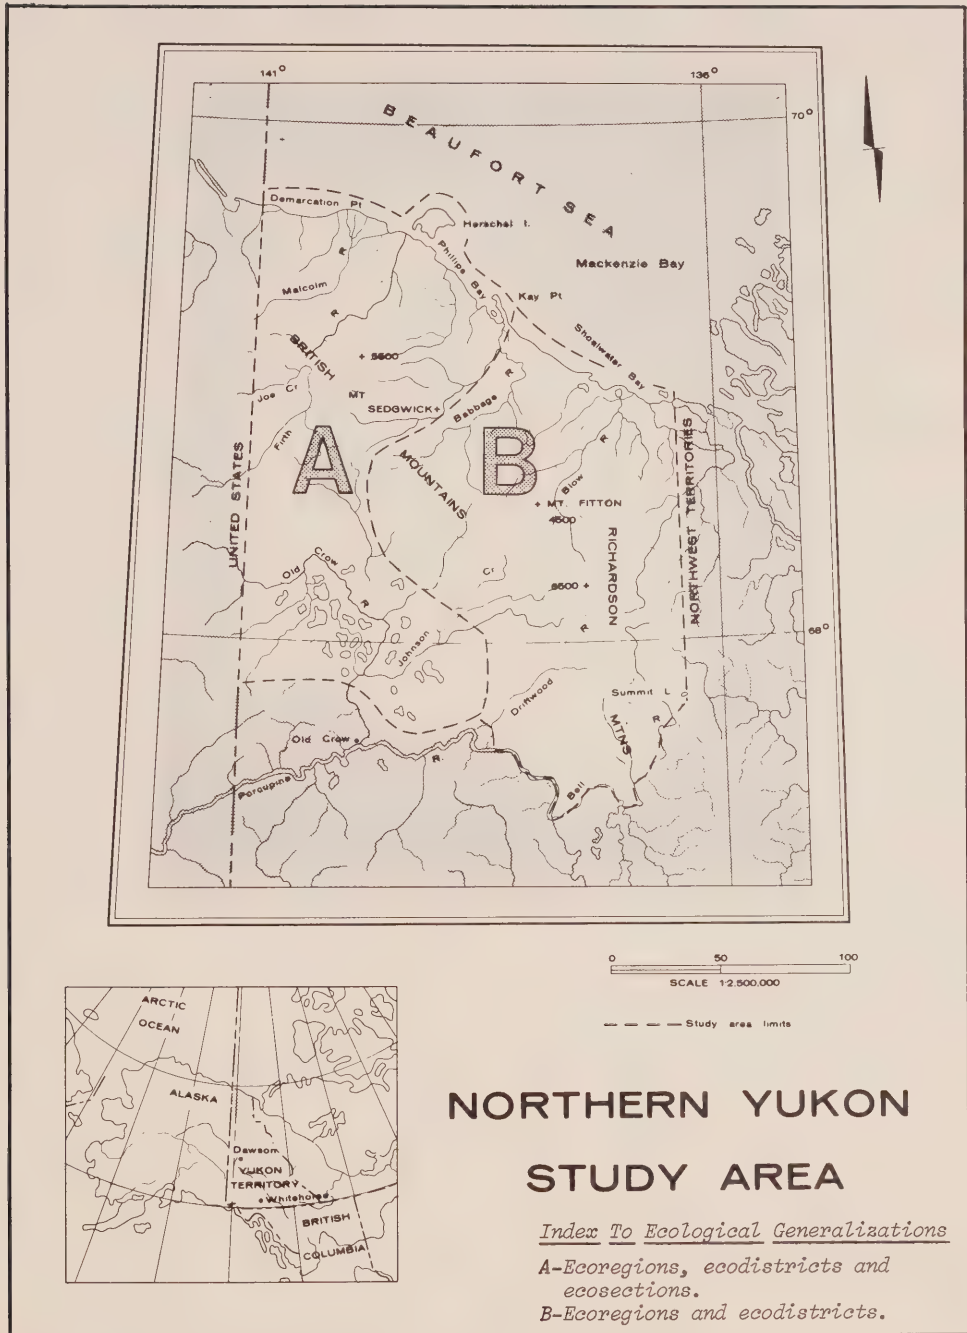 141°
136°
70°
BEAUFORT SEA
Demarcation Pt
Herschel I.
Mackenzie Bay
Phillips Bay
Kay Pt
Malcolm R
R
Shoalwater Bay
BRITISH
+ 5500
Joe Cr
MT
SEDGWICK+
Babbage R
Firth
A
B
MOUNTAINS
R
Blow
+ MT. FITTON
4500
UNITED STATES
NORTHWEST TERRITORIES
RICHARDSON
Old Crow R
Cr
5500 +
R
68°
Johnson
Driftwood
Summit L
R
MTNS
Old Crow
Porcupine
R.
Bell
0 50 100
SCALE 1:2.500,000
Study area limits
ARCTIC
OCEAN
ALASKA
Dawson
YUKON
TERRITORY
Whitehorse
BRITISH
COLUMBIA
NORTHERN YUKON
STUDY AREA
Index To Ecological Generalizations
A-Ecoregions, ecodistricts and
ecosections.
B-Ecoregions and ecodistricts.